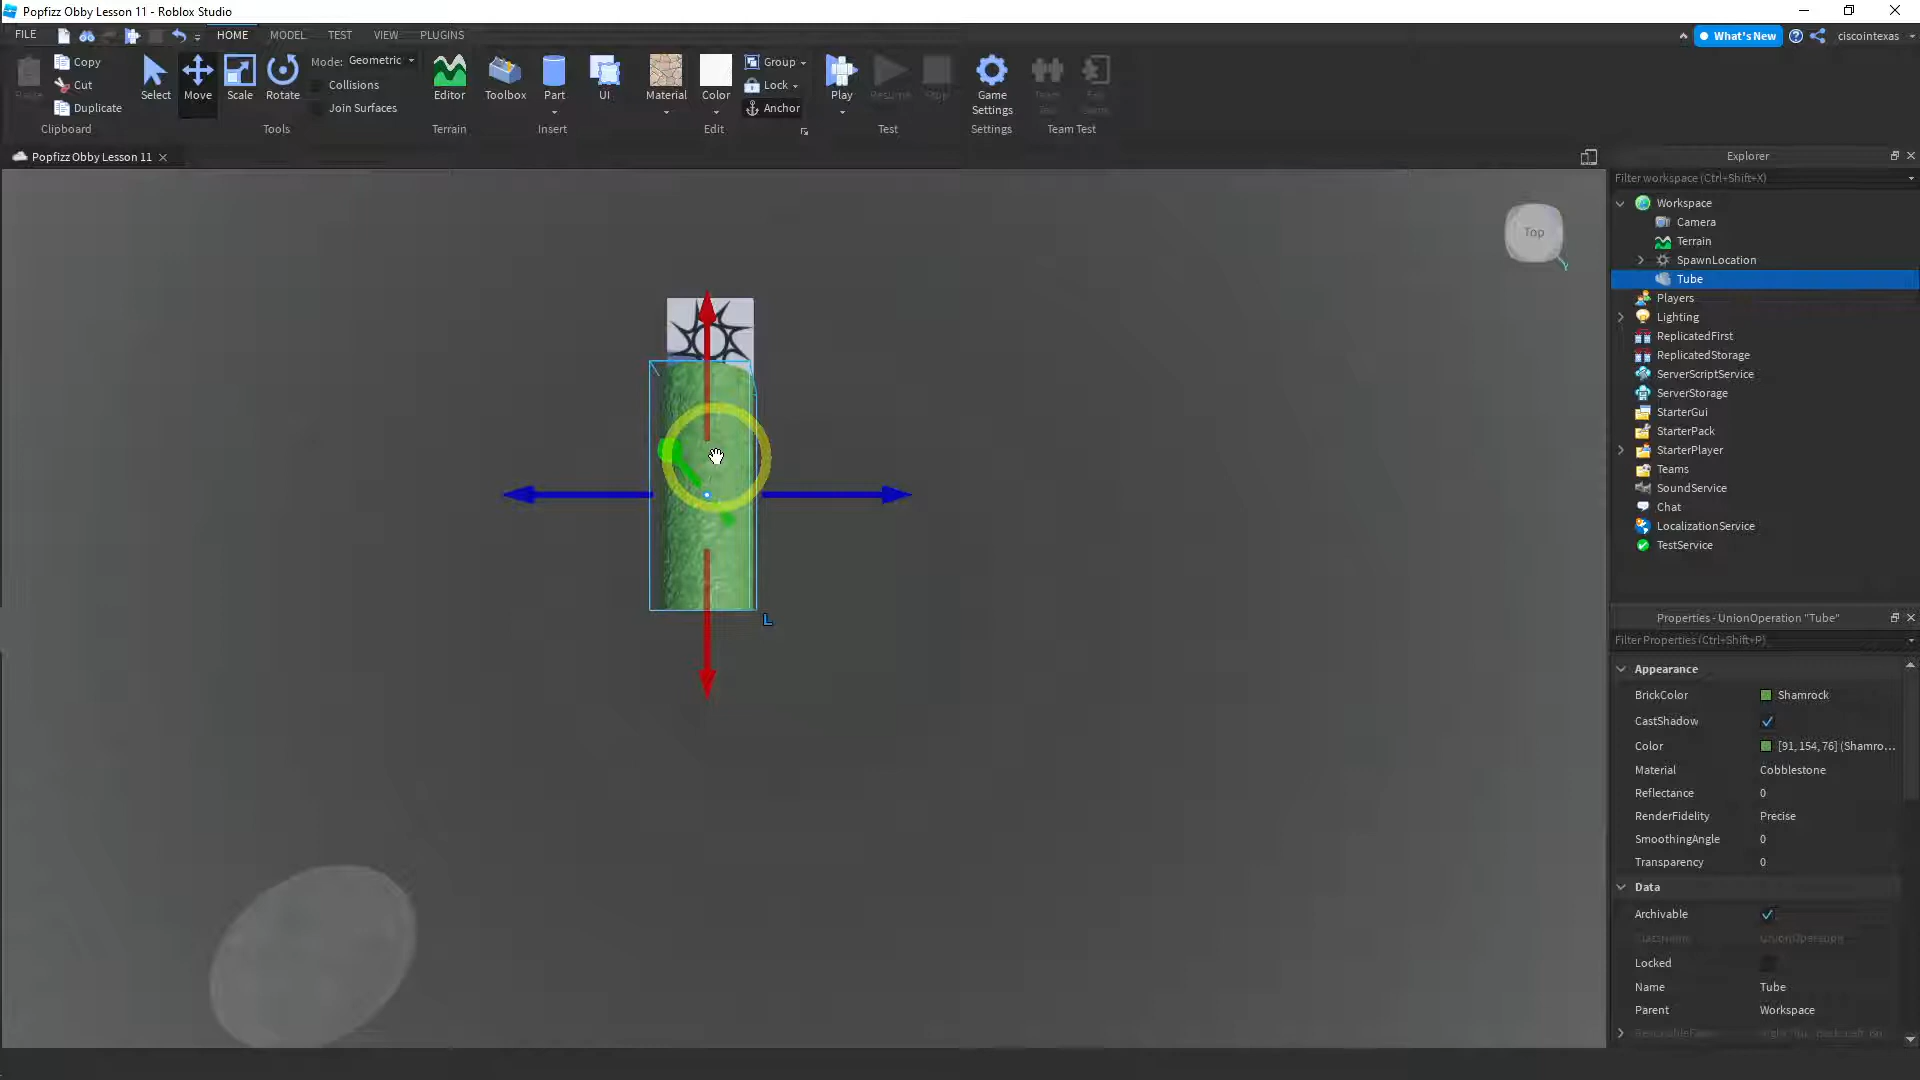 Popfizz Obby Lesson 11 - Roblox Studio
FILE
HOME
MODEL
TEST
VIEW
PLUGINS
What's New
ciscointexas
Copy
Cut
Duplicate
Clipboard
Select
Move
Scale
Rotate
Mode: Geometric
Collisions
Join Surfaces
Tools
Editor
Terrain
Toolbox
Part
UI
Insert
Material
Color
Group
Lock
Anchor
Edit
Play
Resume
Stop
Test
Game
Settings
Settings
Team Test
Popfizz Obby Lesson 11
Top
Y
L
Explorer
Filter workspace (Ctrl+Shift+X)
Workspace
Camera
Terrain
SpawnLocation
Tube
Players
Lighting
ReplicatedFirst
ReplicatedStorage
ServerScriptService
ServerStorage
StarterGui
StarterPack
StarterPlayer
Teams
SoundService
Chat
LocalizationService
TestService
Properties - UnionOperation "Tube"
Filter Properties (Ctrl+Shift+P)
Appearance
BrickColor Shamrock
CastShadow
Color [91, 154, 76] (Shamro...
Material Cobblestone
Reflectance 0
RenderFidelity Precise
SmoothingAngle 0
Transparency 0
Data
Archivable
ClassName UnionOperation
Locked
Name Tube
Parent Workspace